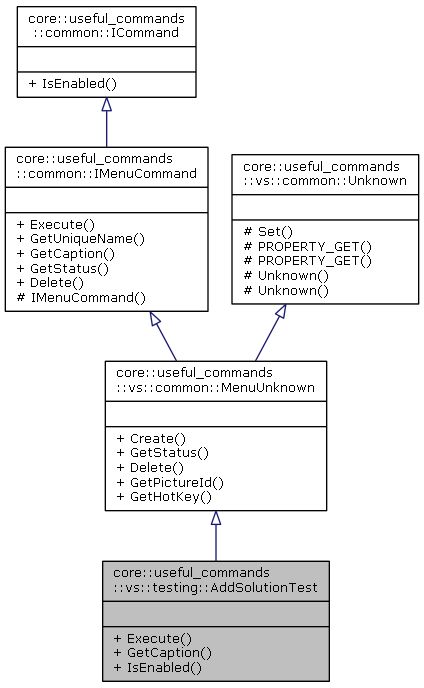 core::useful_commands
::common::ICommand
+ IsEnabled()
core::useful_commands
::common::IMenuCommand
+ Execute()
+ GetUniqueName()
+ GetCaption()
+ GetStatus()
+ Delete()
# IMenuCommand()
core::useful_commands
::vs::common::Unknown
# Set()
# PROPERTY_GET()
# PROPERTY_GET()
# Unknown()
# Unknown()
core::useful_commands
::vs::common::MenuUnknown
+ Create()
+ GetStatus()
+ Delete()
+ GetPictureId()
+ GetHotKey()
core::useful_commands
::vs::testing::AddSolutionTest
+ Execute()
+ GetCaption()
+ IsEnabled()